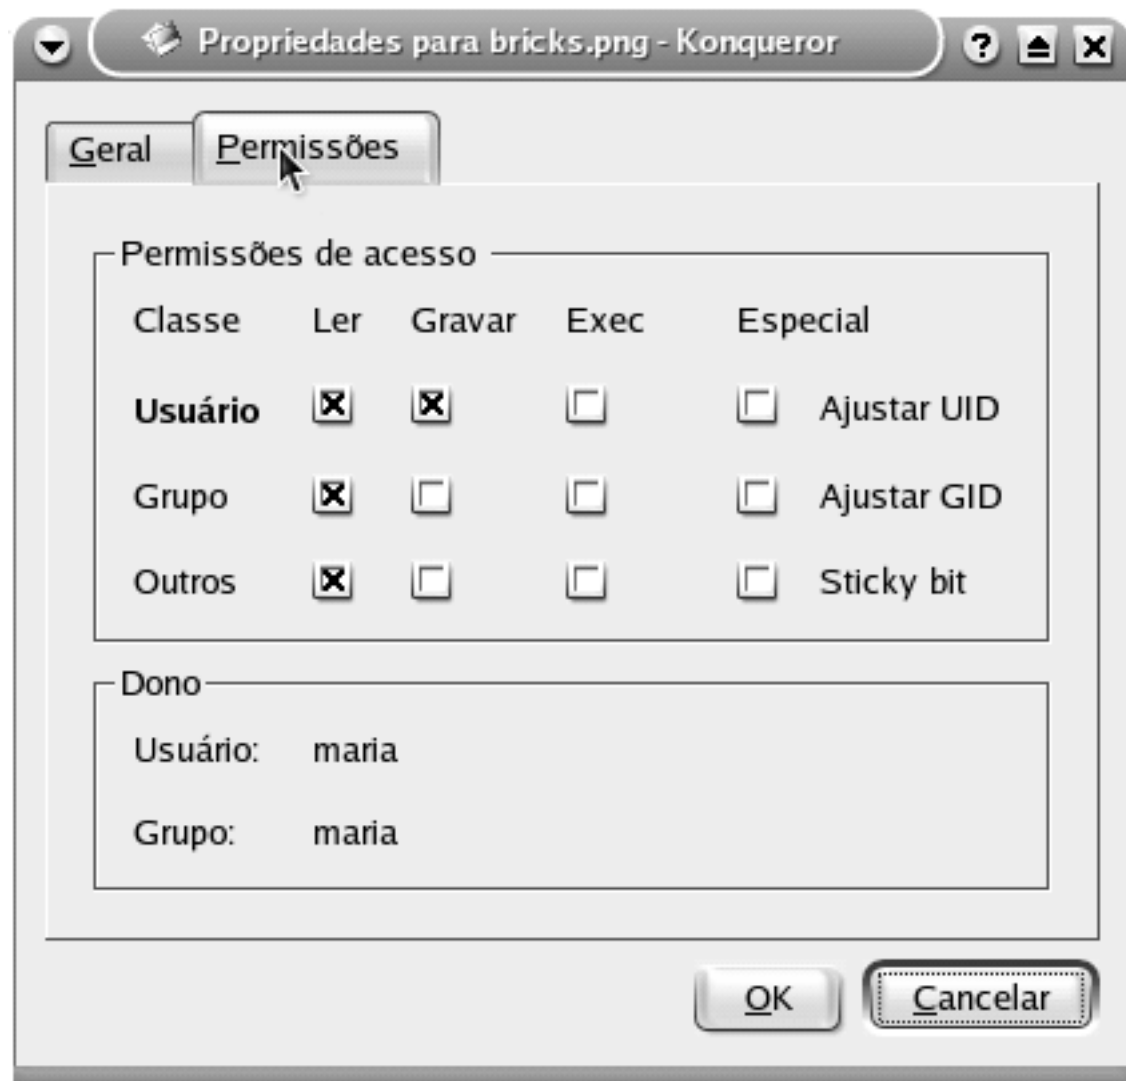 Propriedades para bricks.png - Konqueror ?
Geral Permissões
Permissões de acesso
Classe Ler Gravar Exec Especial
Usuário Ajustar UID
Grupo Ajustar GID
Outros Sticky bit
Dono
Usuário: maria
Grupo: maria
OK Cancelar